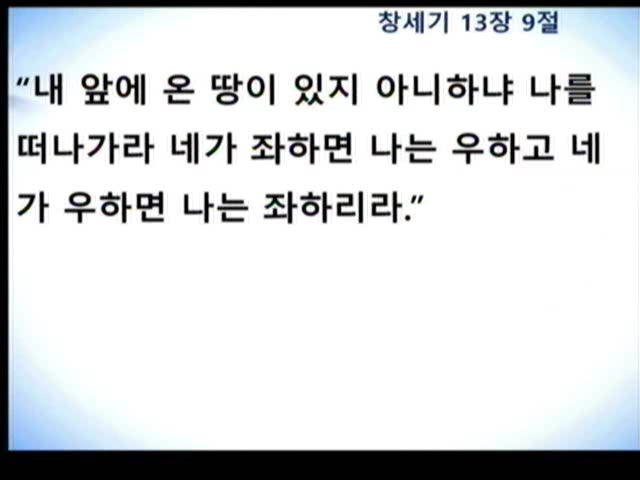 창세기 13장 9절
“내 앞에 온 땅이 있지 아니하냐 나를
떠나가라 네가 좌하면 나는 우하고 네
가 우하면 나는 좌하리라.”